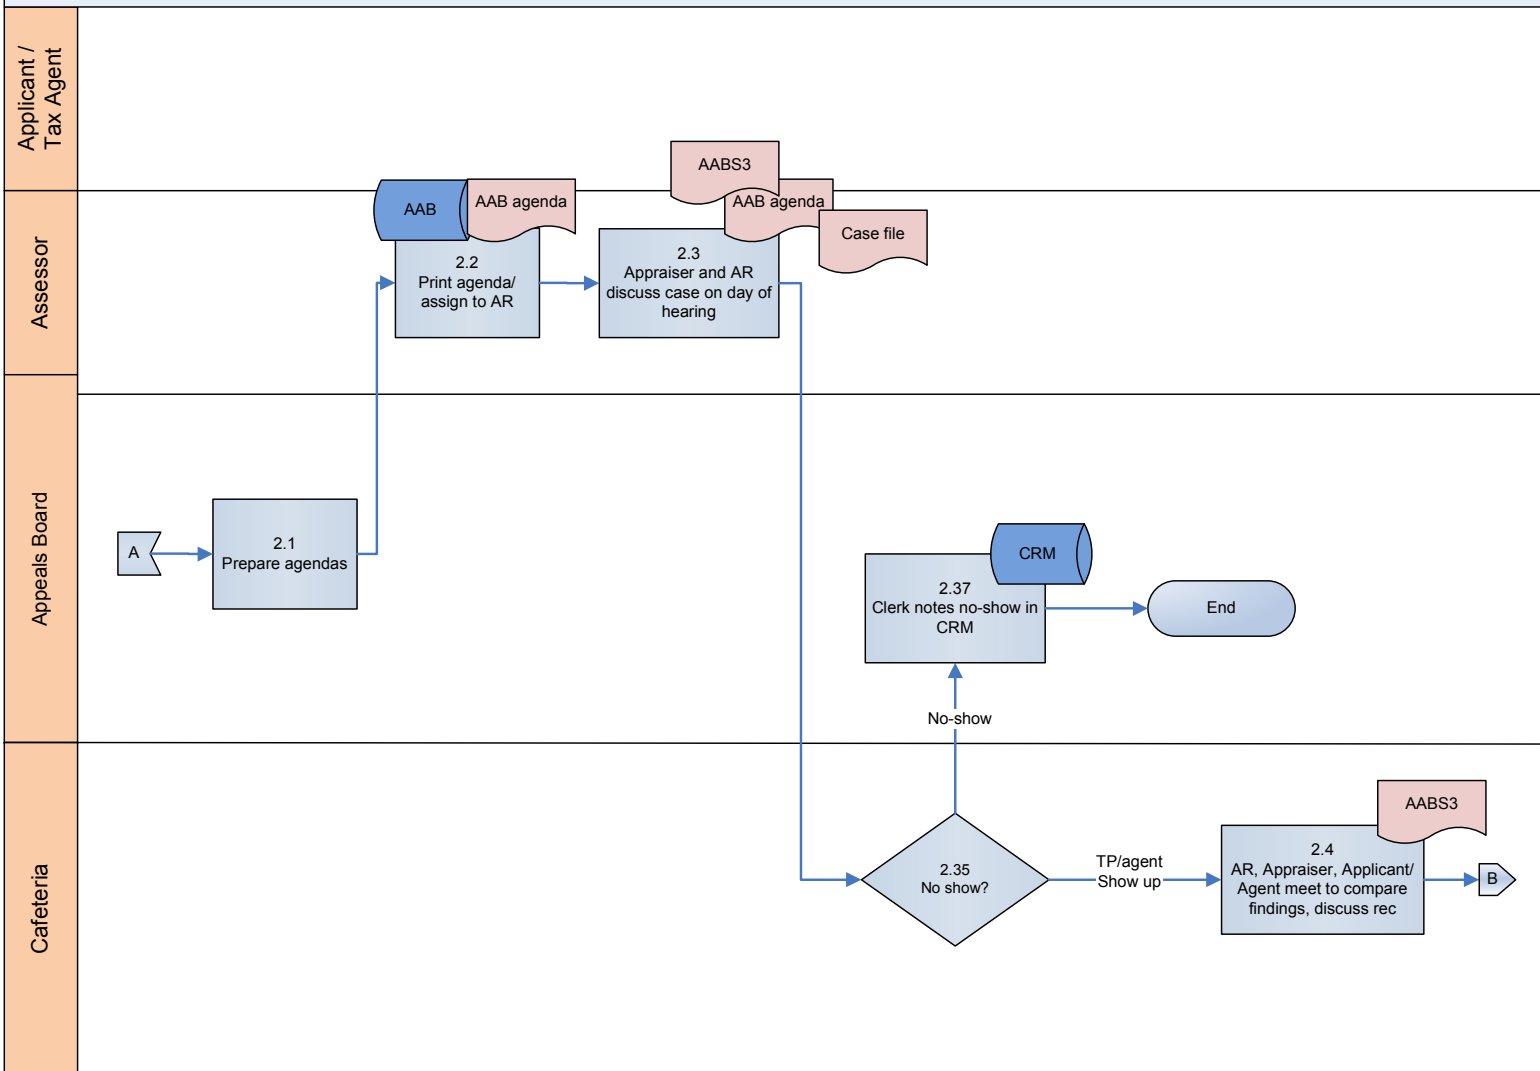 Applicant /
Tax Agent
AABS3
AAB
AAB agenda
AAB agenda
Case file
Assessor
2.2
Print agenda/
assign to AR
2.3
Appraiser and AR
discuss case on day of
hearing
Appeals Board
A
2.1
Prepare agendas
CRM
2.37
Clerk notes no-show in
CRM
End
No-show
Cafeteria
AABS3
2.35
No show?
TP/agent
Show up
2.4
AR, Appraiser, Applicant/
Agent meet to compare
findings, discuss rec
B